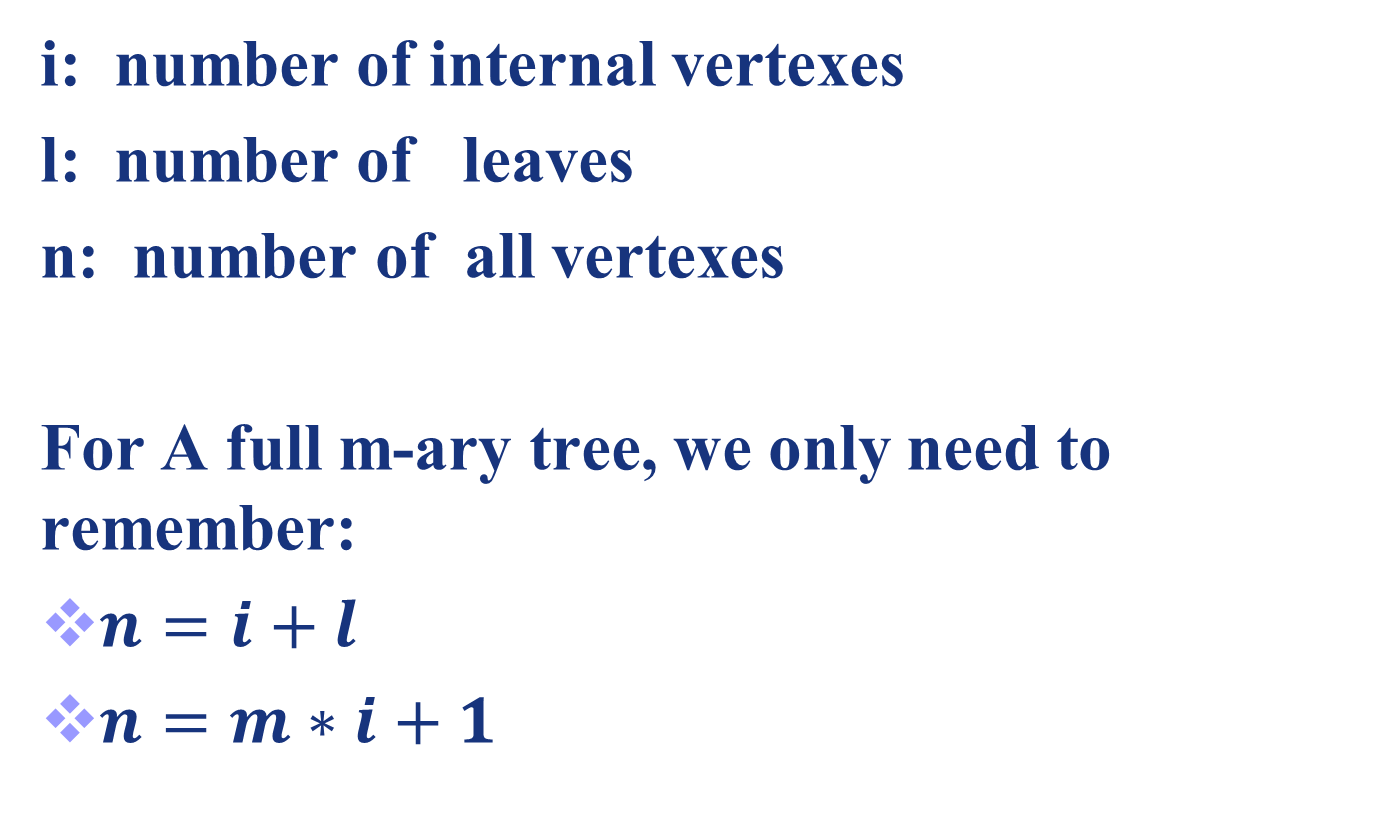 i: number of internal vertexes
l: number of leaves
n: number of all vertexes
For A full m-ary tree, we only need to
remember:
❖n = i + l
❖n = m * i + 1